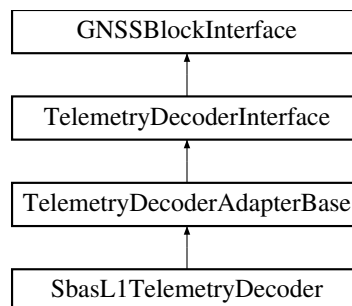 GNSSBlockInterface
TelemetryDecoderInterface
TelemetryDecoderAdapterBase
SbasL1TelemetryDecoder